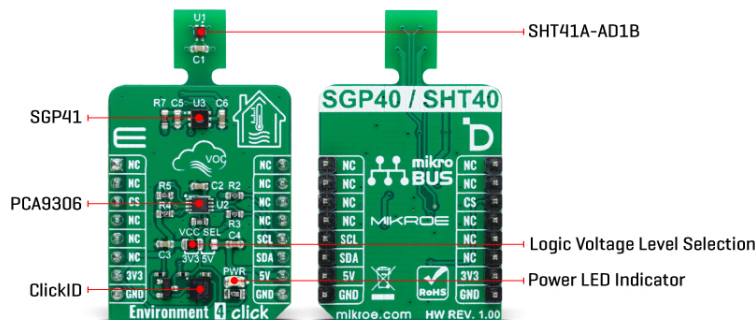 U1
SHT41A-AD1B
C1
R7 C5 U3 C6
SGP41
VOC
NC NC
NC NC
CS NC
NC NC
NC SCL
NC SDA
3V3 5V
GND GND
R5 C2 R2
PCA9306
R4 U2
R3
VCC SEL C4
C3 3V3 5V
Logic Voltage Level Selection
PWR
Power LED Indicator
ClickID
Environment 4 click
SGP40 / SHT40
D
mikro
BUS
MIKROE
NC NC
NC NC
NC CS
NC NC
SCL NC
SDA NC
5V 3V3
GND GND
RoHS
mikroe.com HW REV. 1.00